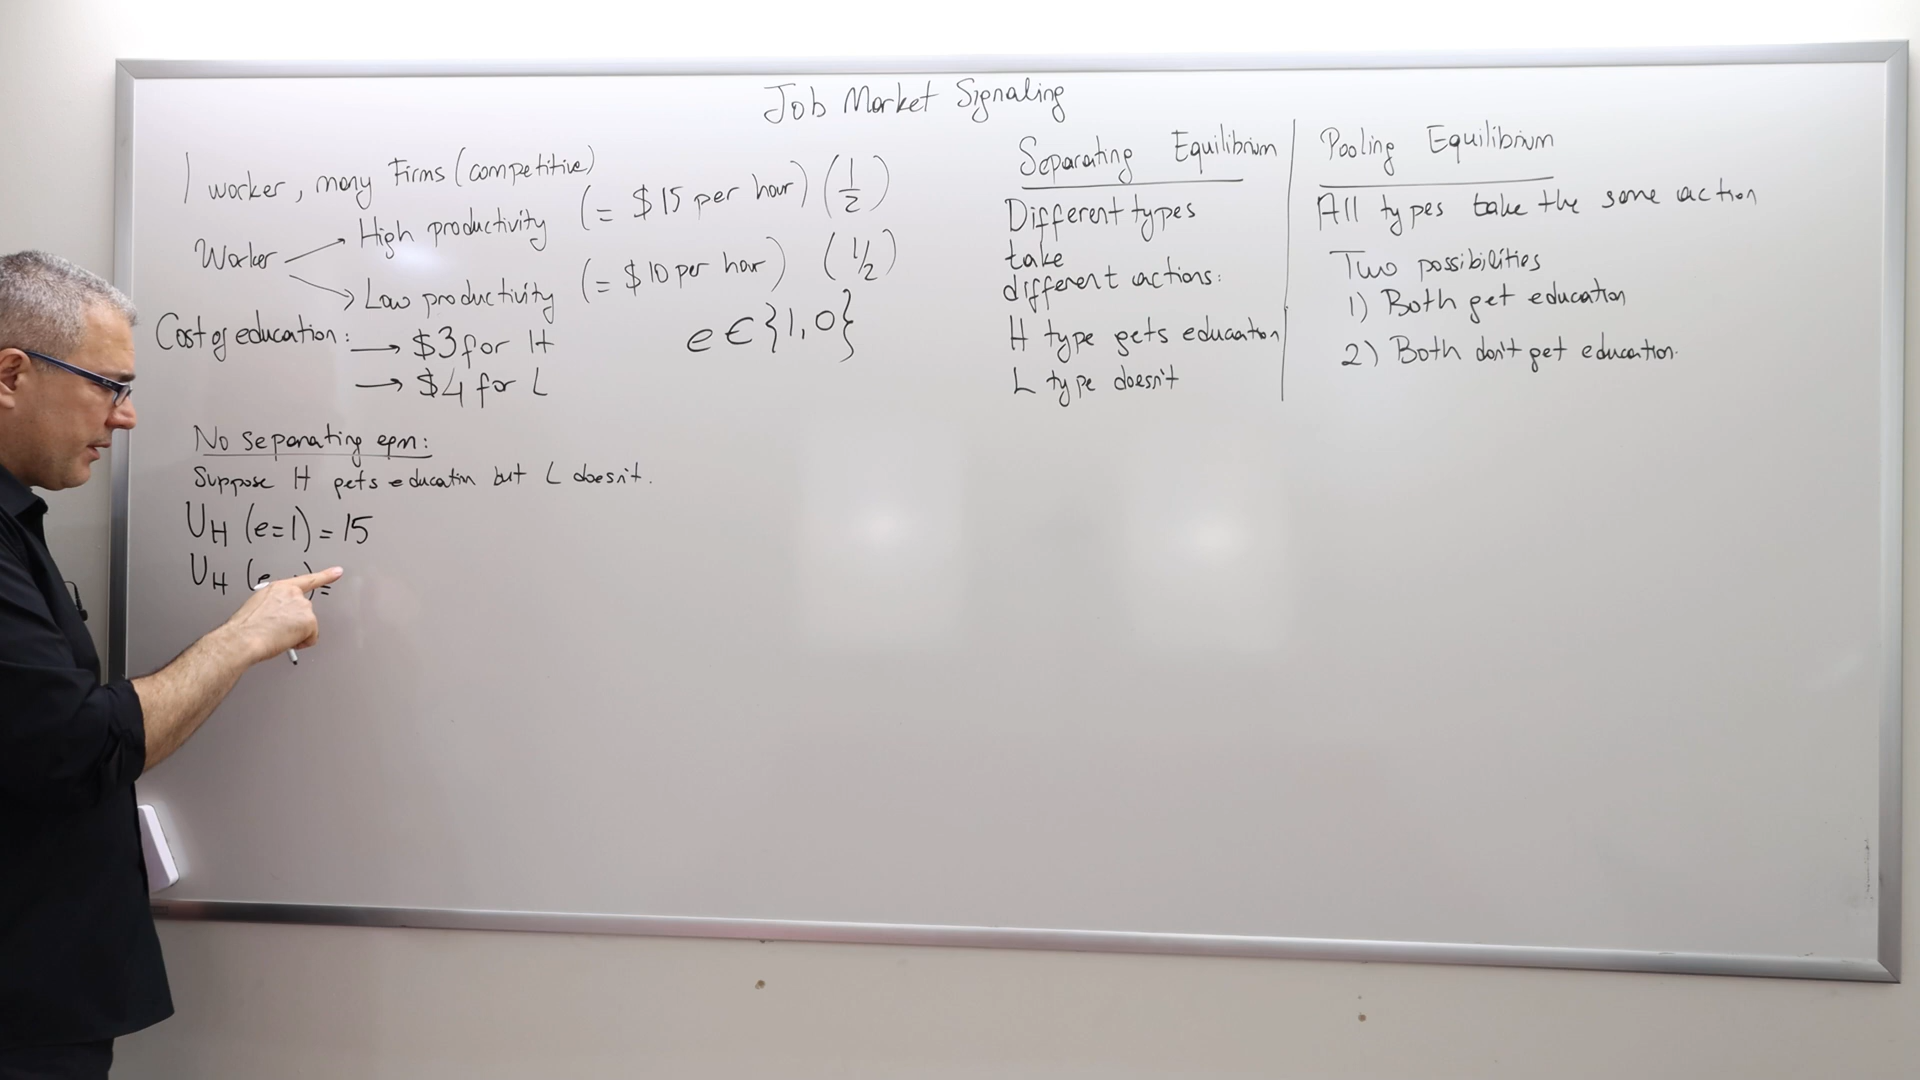 Job Market Signaling
1 worker, many Firms (competitive)
Worker
High productivity (= $15 per hour) (1/2)
Low productivity (= $10 per hour) (1/2)
Cost of education:
→ $3 for H
→ $4 for L
e ∈ {1,0}
Separating Equilibrium
Different types
take
different actions:
H type gets education
L type doesn't
Pooling Equilibrium
All types take the same action
Two possibilities
1) Both get education
2) Both don't get education.
No separating eqm:
Suppose H gets education but L doesn't.
U_H (e=1) = 15
U_H (e ) =